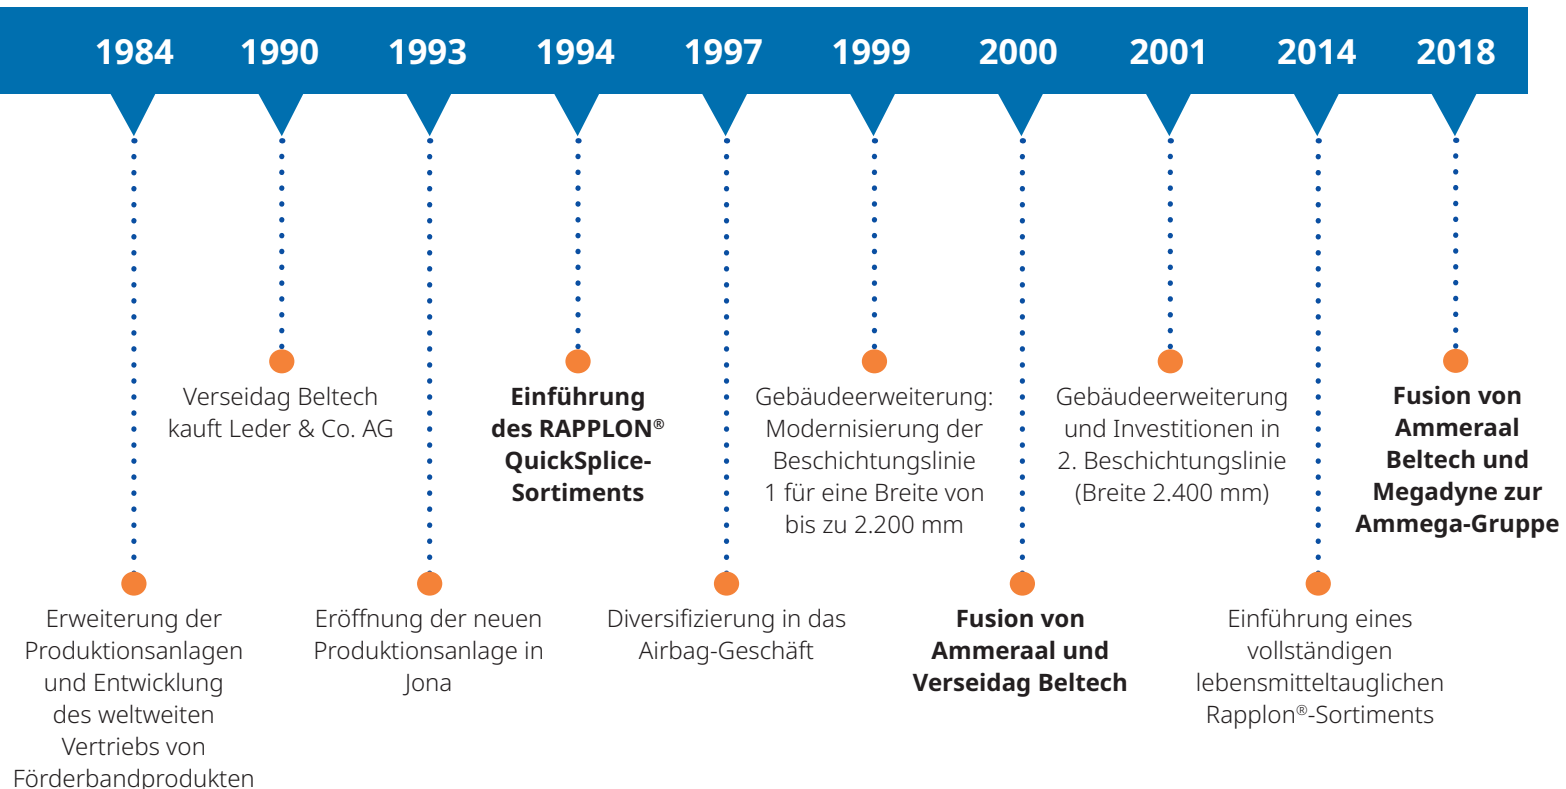 1984 1990 1993 1994 1997 1999 2000 2001 2014 2018
Verseidag Beltech
kauft Leder & Co. AG
Einführung
des RAPPLON®
QuickSplice-
Sortiments
Gebäudeerweiterung:
Modernisierung der
Beschichtungslinie
1 für eine Breite von
bis zu 2.200 mm
Gebäudeerweiterung
und Investitionen in
2. Beschichtungslinie
(Breite 2.400 mm)
Fusion von
Ammeraal
Beltech und
Megadyne zur
Ammega-Gruppe
Erweiterung der
Produktionsanlagen
und Entwicklung
des weltweiten
Vertriebs von
Förderbandprodukten
Eröffnung der neuen
Produktionsanlage in
Jona
Diversifizierung in das
Airbag-Geschäft
Fusion von
Ammeraal und
Verseidag Beltech
Einführung eines
vollständigen
lebensmitteltauglichen
Rapplon®-Sortiments